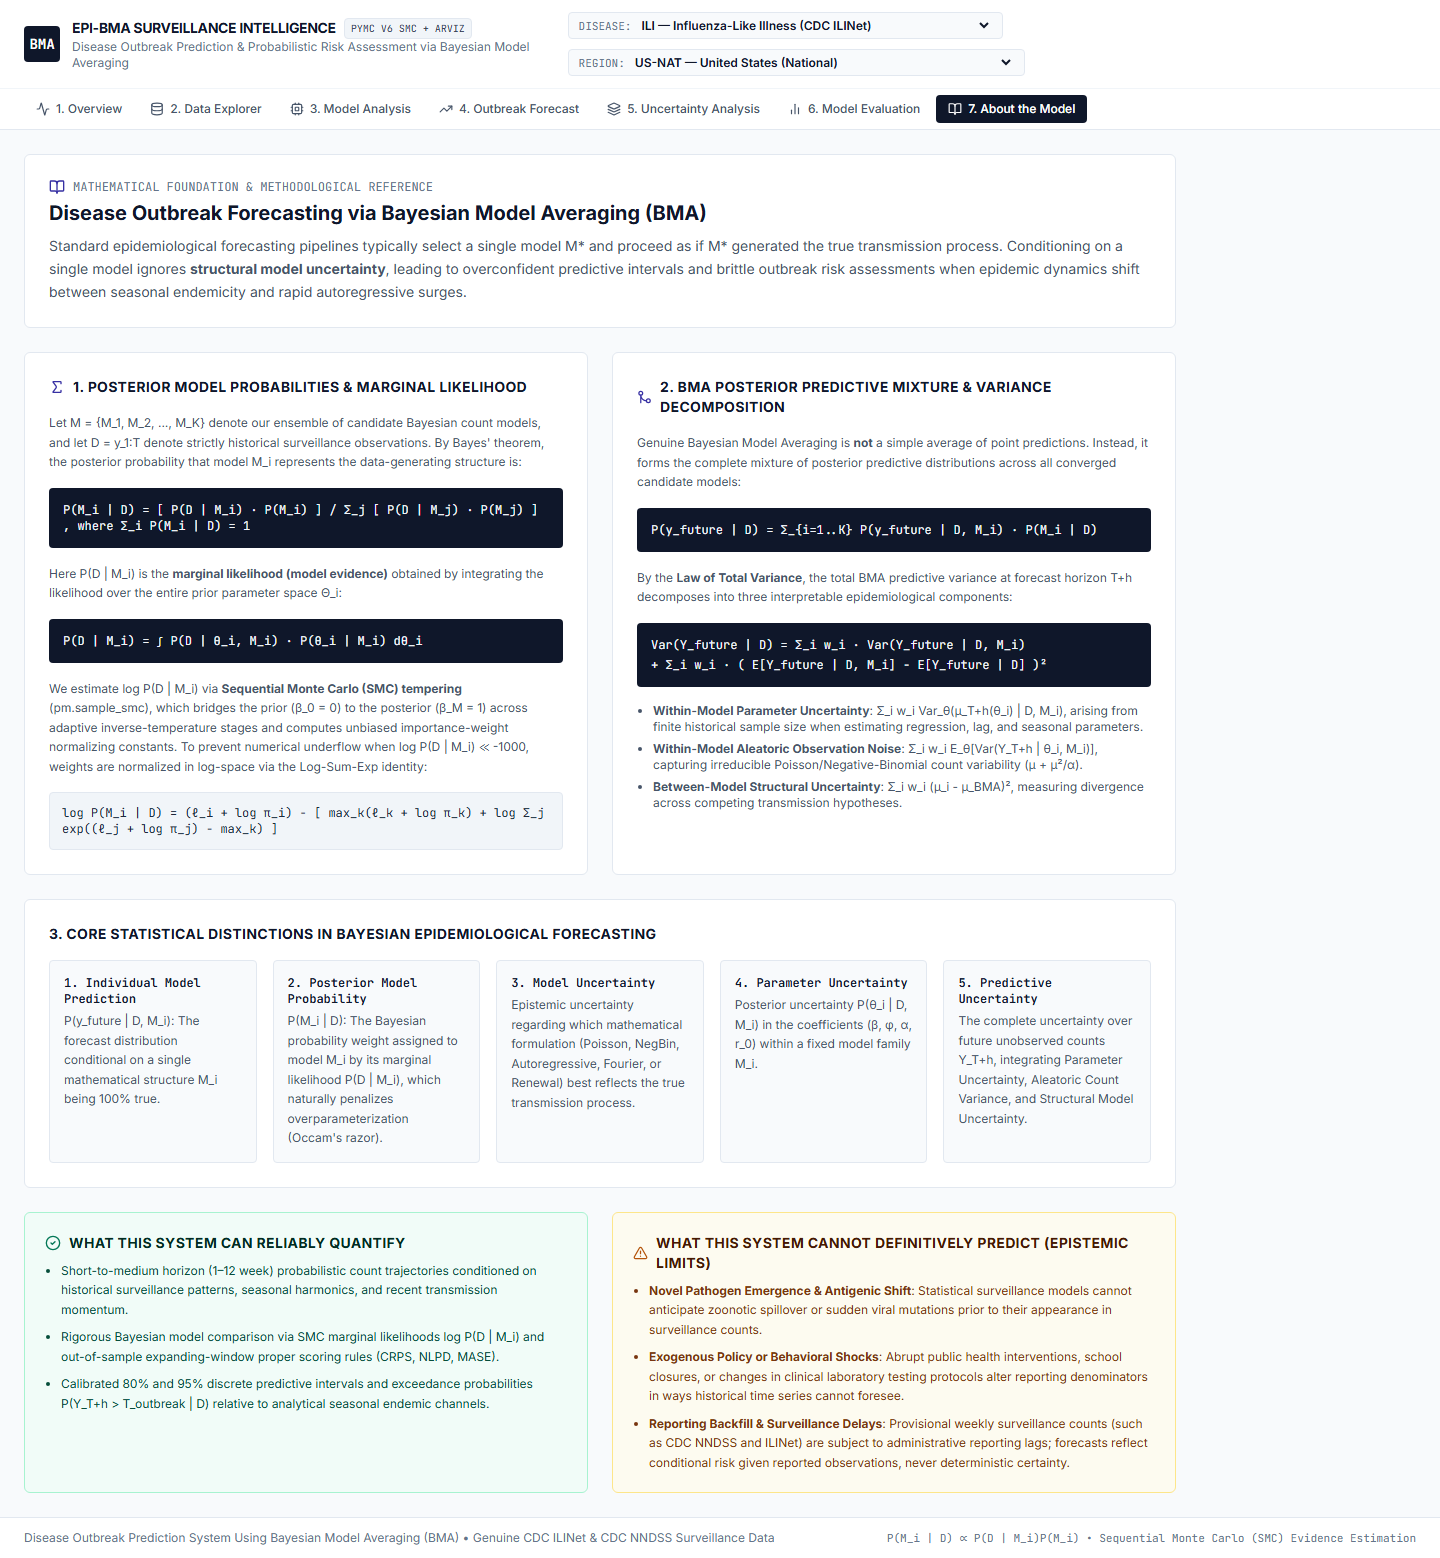 BMA
EPI-BMA SURVEILLANCE INTELLIGENCE
PYMC V6 SMC + ARVIZ
Disease Outbreak Prediction & Probabilistic Risk Assessment via Bayesian Model
Averaging
DISEASE: ILI — Influenza-Like Illness (CDC ILINet)
REGION: US-NAT — United States (National)
1. Overview
2. Data Explorer
3. Model Analysis
4. Outbreak Forecast
5. Uncertainty Analysis
6. Model Evaluation
7. About the Model
MATHEMATICAL FOUNDATION & METHODOLOGICAL REFERENCE
Disease Outbreak Forecasting via Bayesian Model Averaging (BMA)
Standard epidemiological forecasting pipelines typically select a single model M* and proceed as if M* generated the true transmission process. Conditioning on a
single model ignores structural model uncertainty, leading to overconfident predictive intervals and brittle outbreak risk assessments when epidemic dynamics shift
between seasonal endemicity and rapid autoregressive surges.
1. POSTERIOR MODEL PROBABILITIES & MARGINAL LIKELIHOOD
Let M = {M_1, M_2, ..., M_K} denote our ensemble of candidate Bayesian count models,
and let D = y_1:T denote strictly historical surveillance observations. By Bayes' theorem,
the posterior probability that model M_i represents the data-generating structure is:
P(M_i | D) = [ P(D | M_i) · P(M_i) ] / Σ_j [ P(D | M_j) · P(M_j) ]
, where Σ_i P(M_i | D) = 1
Here P(D | M_i) is the marginal likelihood (model evidence) obtained by integrating the
likelihood over the entire prior parameter space Θ_i:
P(D | M_i) = ∫ P(D | θ_i, M_i) · P(θ_i | M_i) dθ_i
We estimate log P(D | M_i) via Sequential Monte Carlo (SMC) tempering
(pm.sample_smc), which bridges the prior (β_0 = 0) to the posterior (β_M = 1) across
adaptive inverse-temperature stages and computes unbiased importance-weight
normalizing constants. To prevent numerical underflow when log P(D | M_i) ≪ -1000,
weights are normalized in log-space via the Log-Sum-Exp identity:
log P(M_i | D) = (ℓ_i + log π_i) - [ max_k(ℓ_k + log π_k) + log Σ_j
exp((ℓ_j + log π_j) - max_k) ]
2. BMA POSTERIOR PREDICTIVE MIXTURE & VARIANCE
DECOMPOSITION
Genuine Bayesian Model Averaging is not a simple average of point predictions. Instead, it
forms the complete mixture of posterior predictive distributions across all converged
candidate models:
P(y_future | D) = Σ_{i=1..K} P(y_future | D, M_i) · P(M_i | D)
By the Law of Total Variance, the total BMA predictive variance at forecast horizon T+h
decomposes into three interpretable epidemiological components:
Var(Y_future | D) = Σ_i w_i · Var(Y_future | D, M_i)
+ Σ_i w_i · ( E[Y_future | D, M_i] - E[Y_future | D] )²
• Within-Model Parameter Uncertainty: Σ_i w_i Var_θ(μ_T+h(θ_i) | D, M_i), arising from
finite historical sample size when estimating regression, lag, and seasonal parameters.
• Within-Model Aleatoric Observation Noise: Σ_i w_i E_θ[Var(Y_T+h | θ_i, M_i)],
capturing irreducible Poisson/Negative-Binomial count variability (μ + μ²/α).
• Between-Model Structural Uncertainty: Σ_i w_i (μ_i - μ_BMA)², measuring divergence
across competing transmission hypotheses.
3. CORE STATISTICAL DISTINCTIONS IN BAYESIAN EPIDEMIOLOGICAL FORECASTING
1. Individual Model
Prediction
P(y_future | D, M_i): The
forecast distribution
conditional on a single
mathematical structure M_i
being 100% true.
2. Posterior Model
Probability
P(M_i | D): The Bayesian
probability weight assigned to
model M_i by its marginal
likelihood P(D | M_i), which
naturally penalizes
overparameterization
(Occam's razor).
3. Model Uncertainty
Epistemic uncertainty
regarding which mathematical
formulation (Poisson, NegBin,
Autoregressive, Fourier, or
Renewal) best reflects the true
transmission process.
4. Parameter Uncertainty
Posterior uncertainty P(θ_i | D,
M_i) in the coefficients (β, φ, α,
r_0) within a fixed model family
M_i.
5. Predictive
Uncertainty
The complete uncertainty over
future unobserved counts
Y_T+h, integrating Parameter
Uncertainty, Aleatoric Count
Variance, and Structural Model
Uncertainty.
WHAT THIS SYSTEM CAN RELIABLY QUANTIFY
• Short-to-medium horizon (1–12 week) probabilistic count trajectories conditioned on
historical surveillance patterns, seasonal harmonics, and recent transmission
momentum.
• Rigorous Bayesian model comparison via SMC marginal likelihoods log P(D | M_i) and
out-of-sample expanding-window proper scoring rules (CRPS, NLPD, MASE).
• Calibrated 80% and 95% discrete predictive intervals and exceedance probabilities
P(Y_T+h > T_outbreak | D) relative to analytical seasonal endemic channels.
WHAT THIS SYSTEM CANNOT DEFINITIVELY PREDICT (EPISTEMIC
LIMITS)
• Novel Pathogen Emergence & Antigenic Shift: Statistical surveillance models cannot
anticipate zoonotic spillover or sudden viral mutations prior to their appearance in
surveillance counts.
• Exogenous Policy or Behavioral Shocks: Abrupt public health interventions, school
closures, or changes in clinical laboratory testing protocols alter reporting denominators
in ways historical time series cannot foresee.
• Reporting Backfill & Surveillance Delays: Provisional weekly surveillance counts (such
as CDC NNDSS and ILINet) are subject to administrative reporting lags; forecasts reflect
conditional risk given reported observations, never deterministic certainty.
Disease Outbreak Prediction System Using Bayesian Model Averaging (BMA) • Genuine CDC ILINet & CDC NNDSS Surveillance Data
P(M_i | D) ∝ P(D | M_i)P(M_i) • Sequential Monte Carlo (SMC) Evidence Estimation